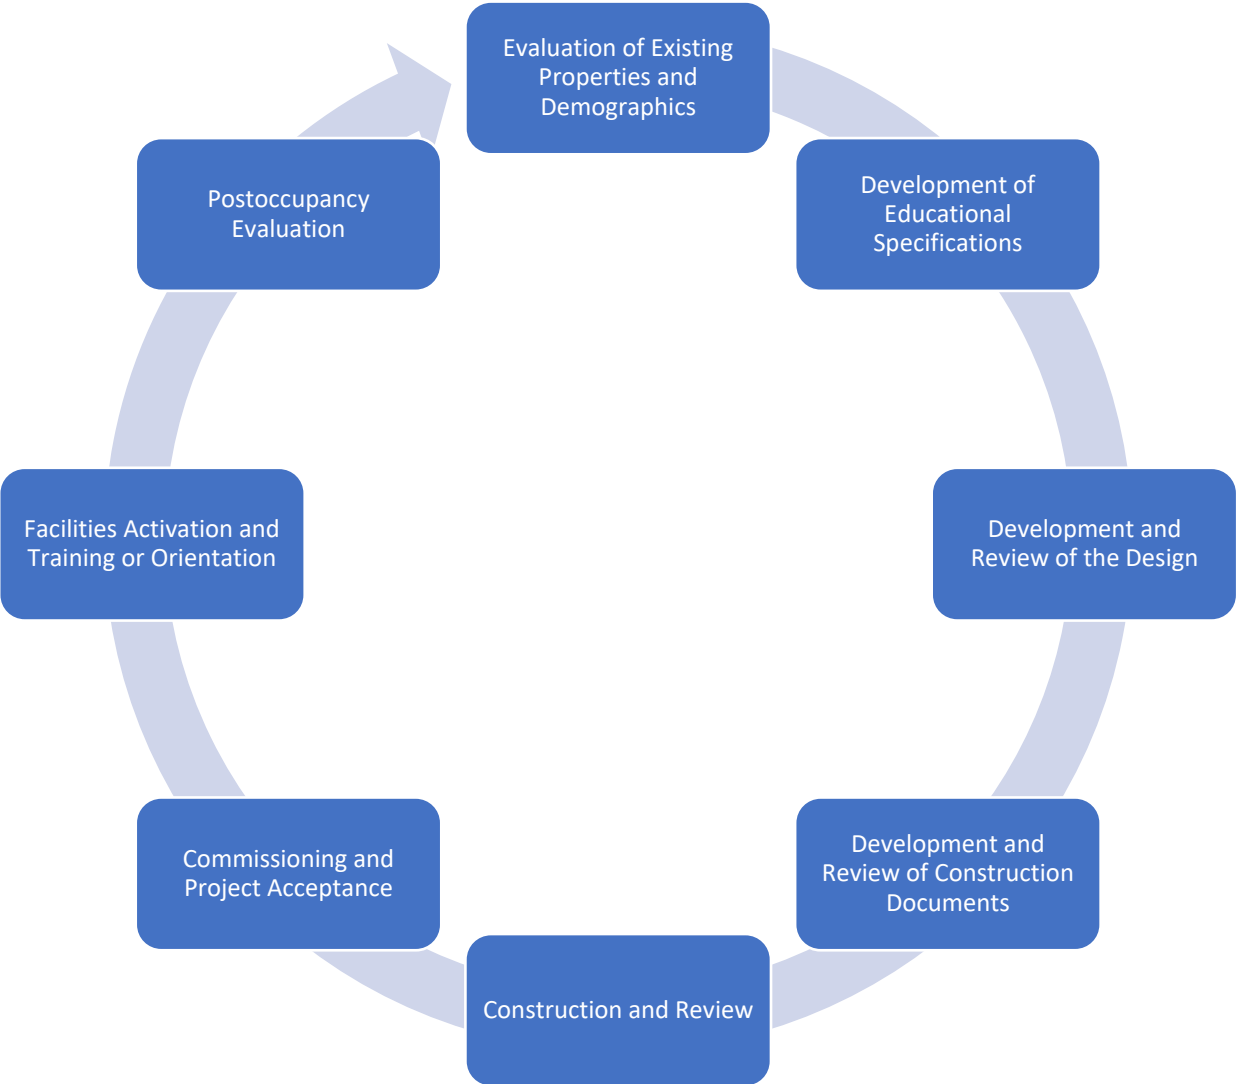 Evaluation of Existing
Properties and
Demographics
Development of
Educational
Specifications
Development and
Review of the Design
Development and
Review of Construction
Documents
Construction and Review
Commissioning and
Project Acceptance
Facilities Activation and
Training or Orientation
Postoccupancy
Evaluation